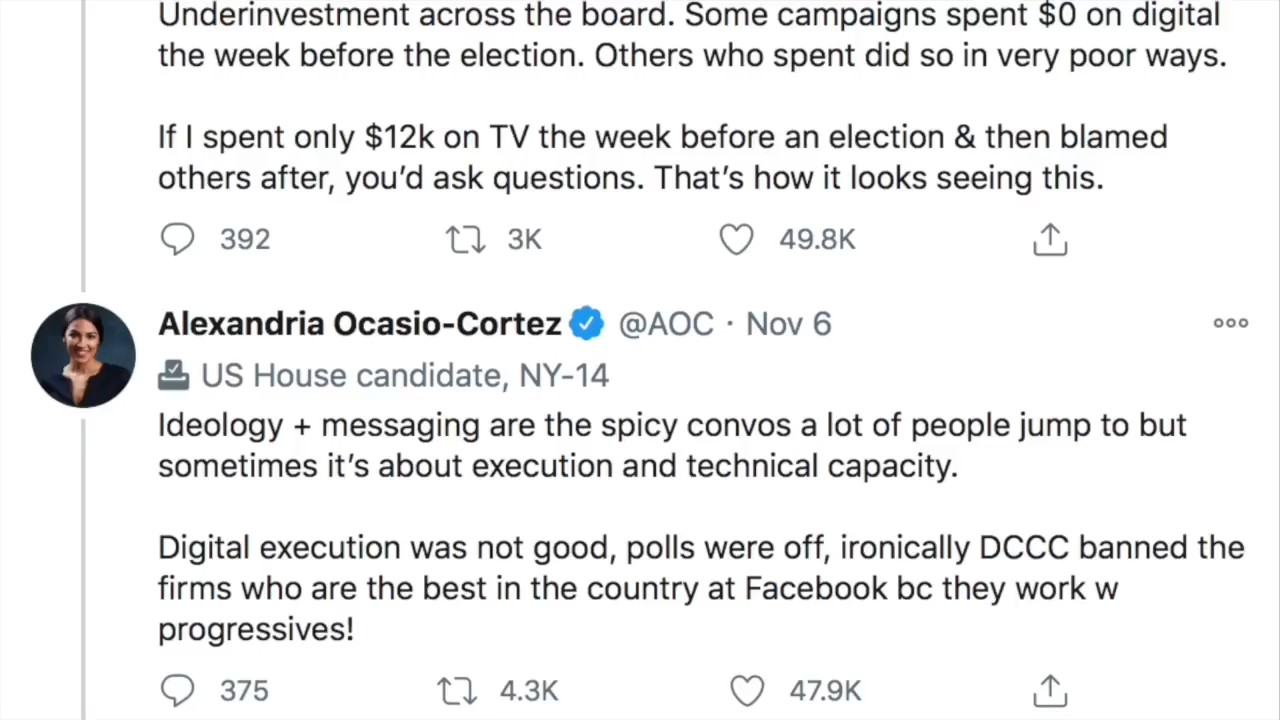 Underinvestment across the board. Some campaigns spent $0 on digital
the week before the election. Others who spent did so in very poor ways.
If I spent only $12k on TV the week before an election & then blamed
others after, you’d ask questions. That’s how it looks seeing this.
392 3K 49.8K
Alexandria Ocasio-Cortez @AOC · Nov 6
US House candidate, NY-14
Ideology + messaging are the spicy convos a lot of people jump to but
sometimes it’s about execution and technical capacity.
Digital execution was not good, polls were off, ironically DCCC banned the
firms who are the best in the country at Facebook bc they work w
progressives!
375 4.3K 47.9K